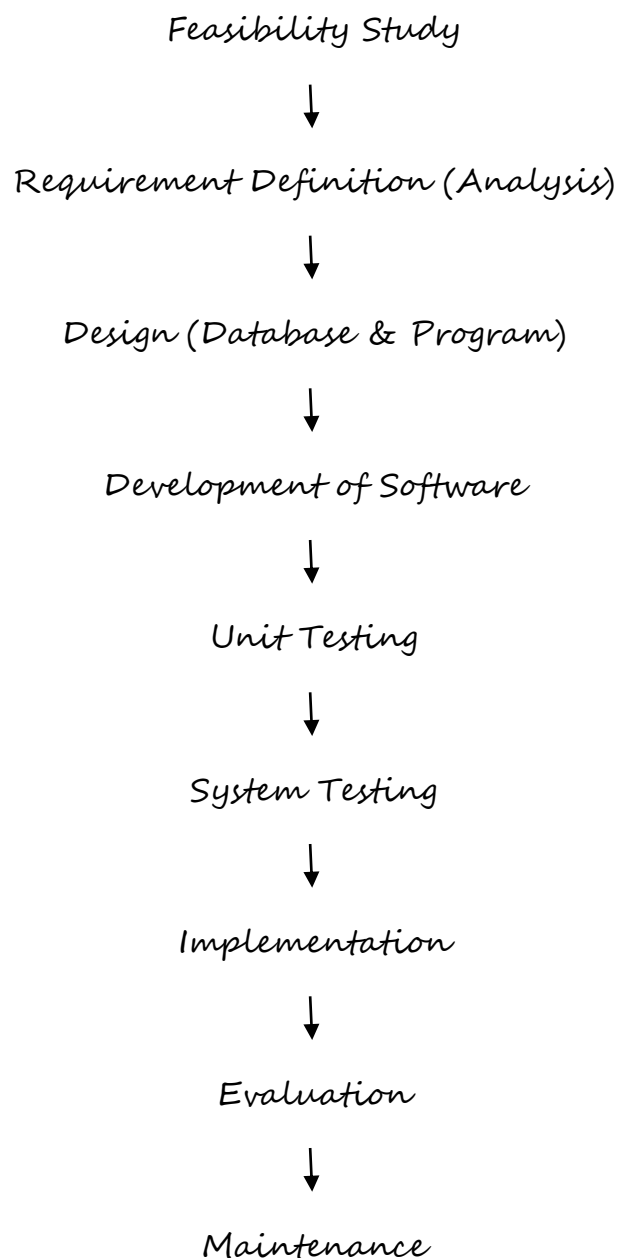 Feasibility Study
Requirement Definition (Analysis)
Design (Database & Program)
Development of Software
Unit Testing
System Testing
Implementation
Evaluation
Maintenance